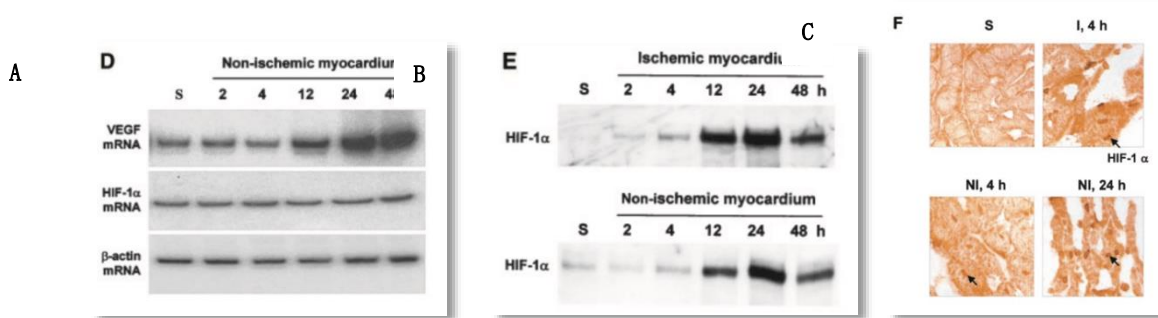 A
D
Non-ischemic myocardiur
S 2 4 12 24 48
VEGF
mRNA
HIF-1α
mRNA
β-actin
mRNA
B
E
Ischemic myocardiu
S 2 4 12 24 48 h
HIF-1α
Non-ischemic myocardium
S 2 4 12 24 48 h
HIF-1α
C
F
S I, 4 h
HIF-1 α
NI, 4 h NI, 24 h